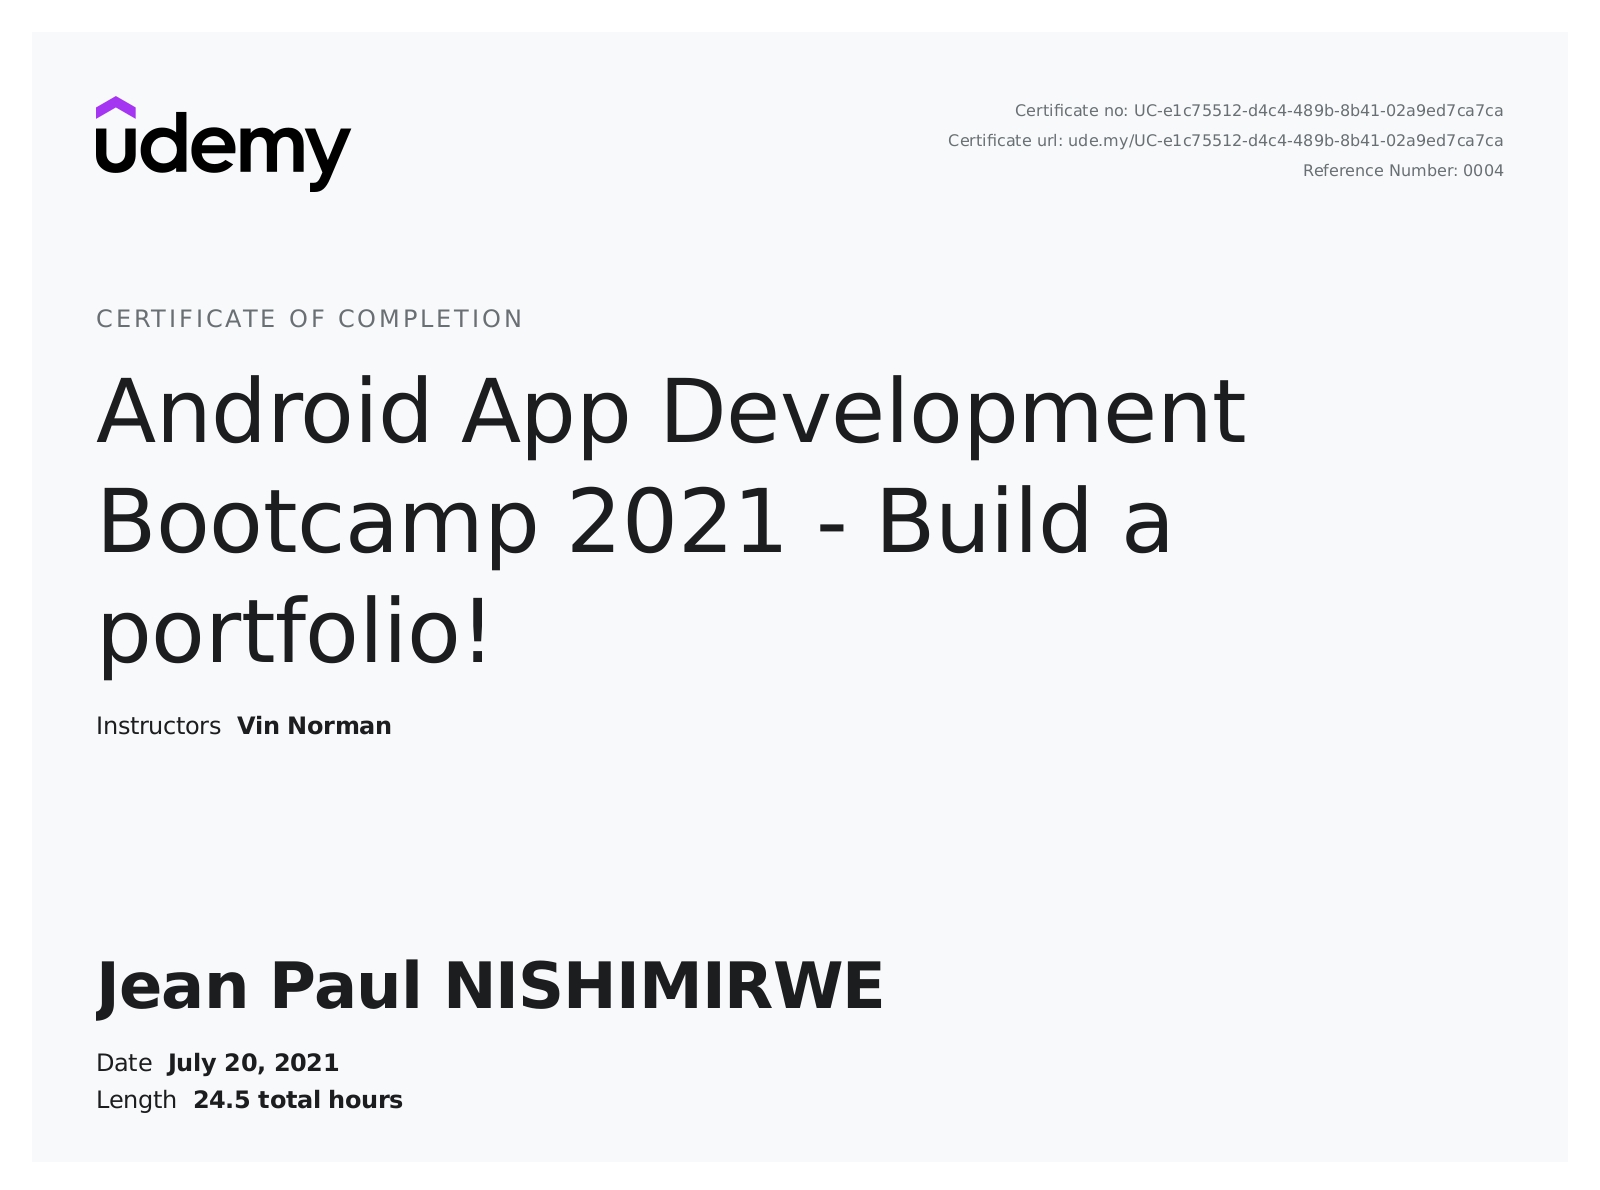 udemy
Certificate no: UC-e1c75512-d4c4-489b-8b41-02a9ed7ca7ca
Certificate url: ude.my/UC-e1c75512-d4c4-489b-8b41-02a9ed7ca7ca
Reference Number: 0004
CERTIFICATE OF COMPLETION
Android App Development
Bootcamp 2021 - Build a
portfolio!
Instructors Vin Norman
Jean Paul NISHIMIRWE
Date July 20, 2021
Length 24.5 total hours